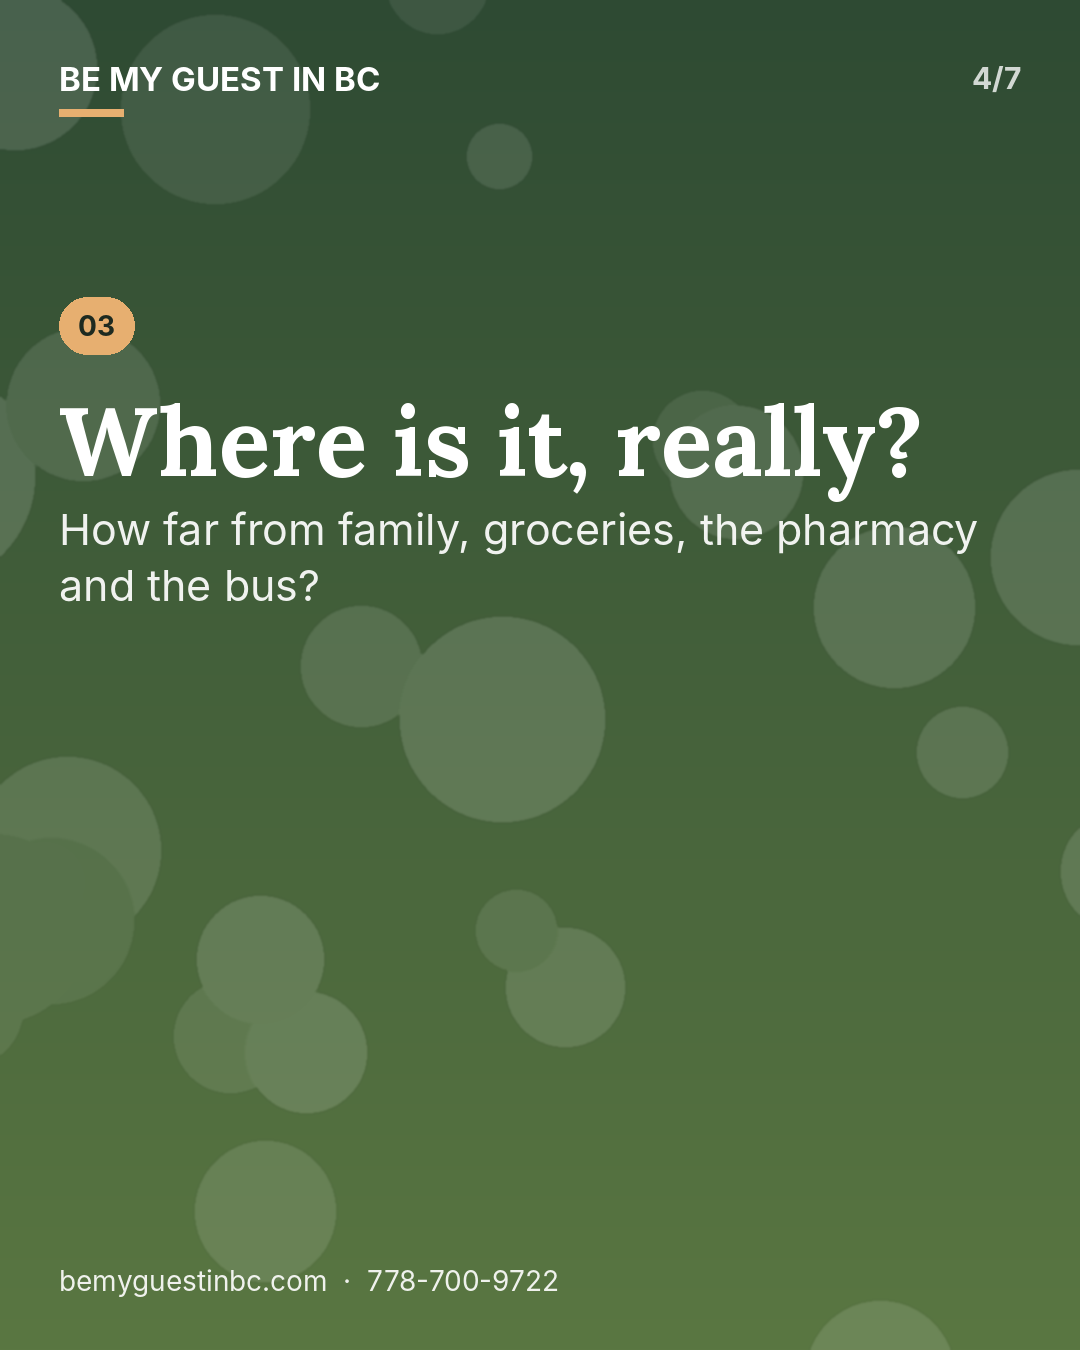 BE MY GUEST IN BC
4/7
03
Where is it, really?
How far from family, groceries, the pharmacy
and the bus?
bemyguestinbc.com · 778-700-9722